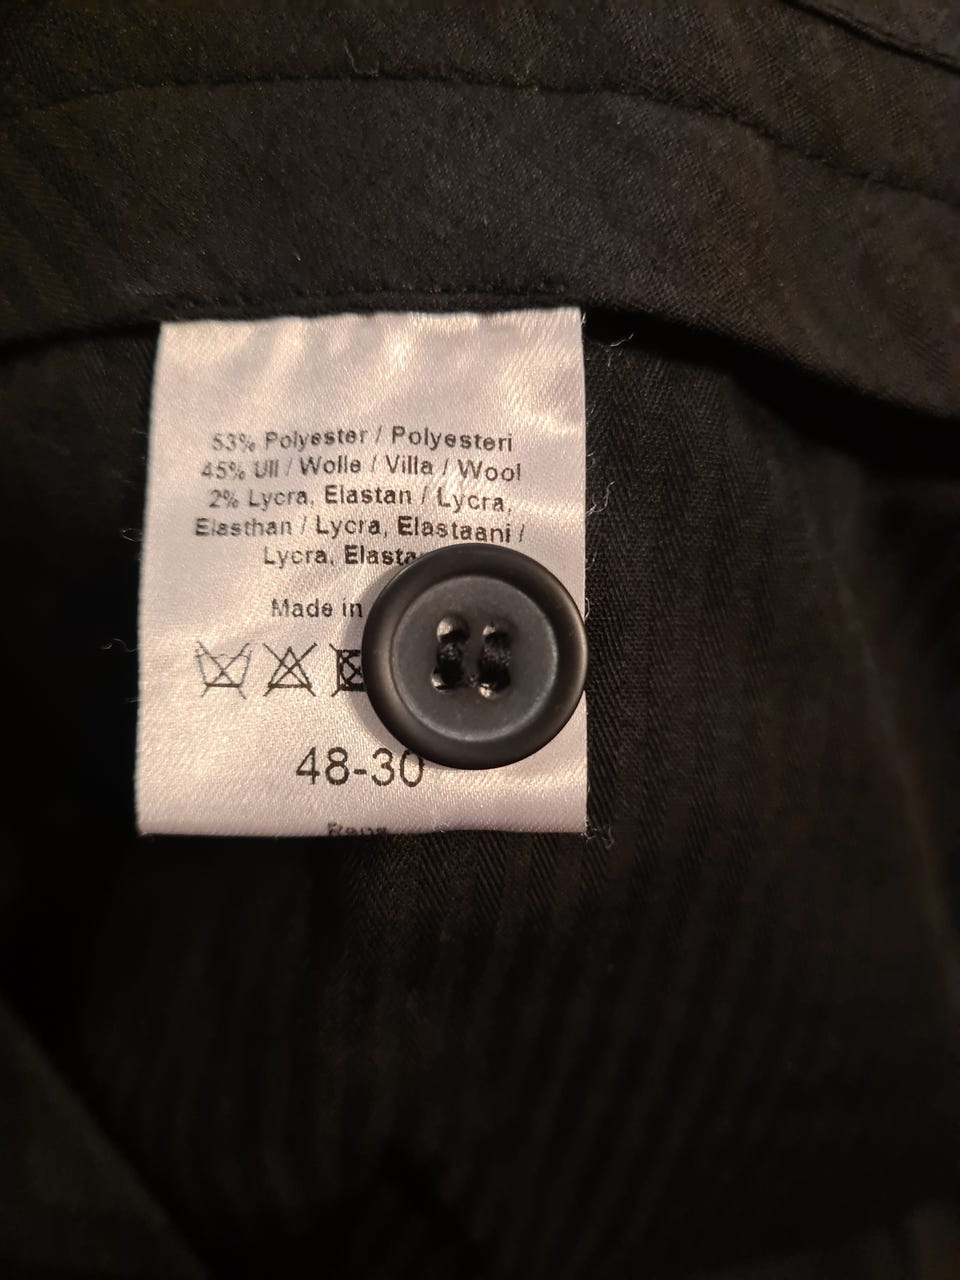 53% Polyester / Polyesteri
45% Ull / Wolle / Villa / Wool
2% Lycra, Elastan / Lycra,
Elasthan / Lycra, Elastaani /
Lycra, Elasta
Made in
48-30